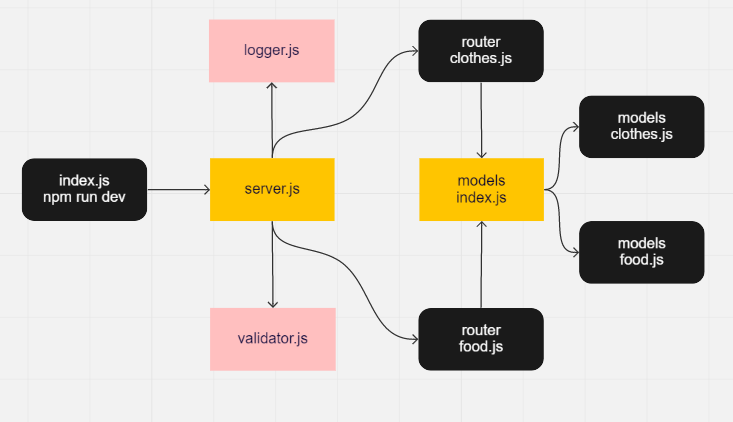 logger.js
router
clothes.js
models
clothes.js
index.js
npm run dev
server.js
models
index.js
models
food.js
validator.js
router
food.js